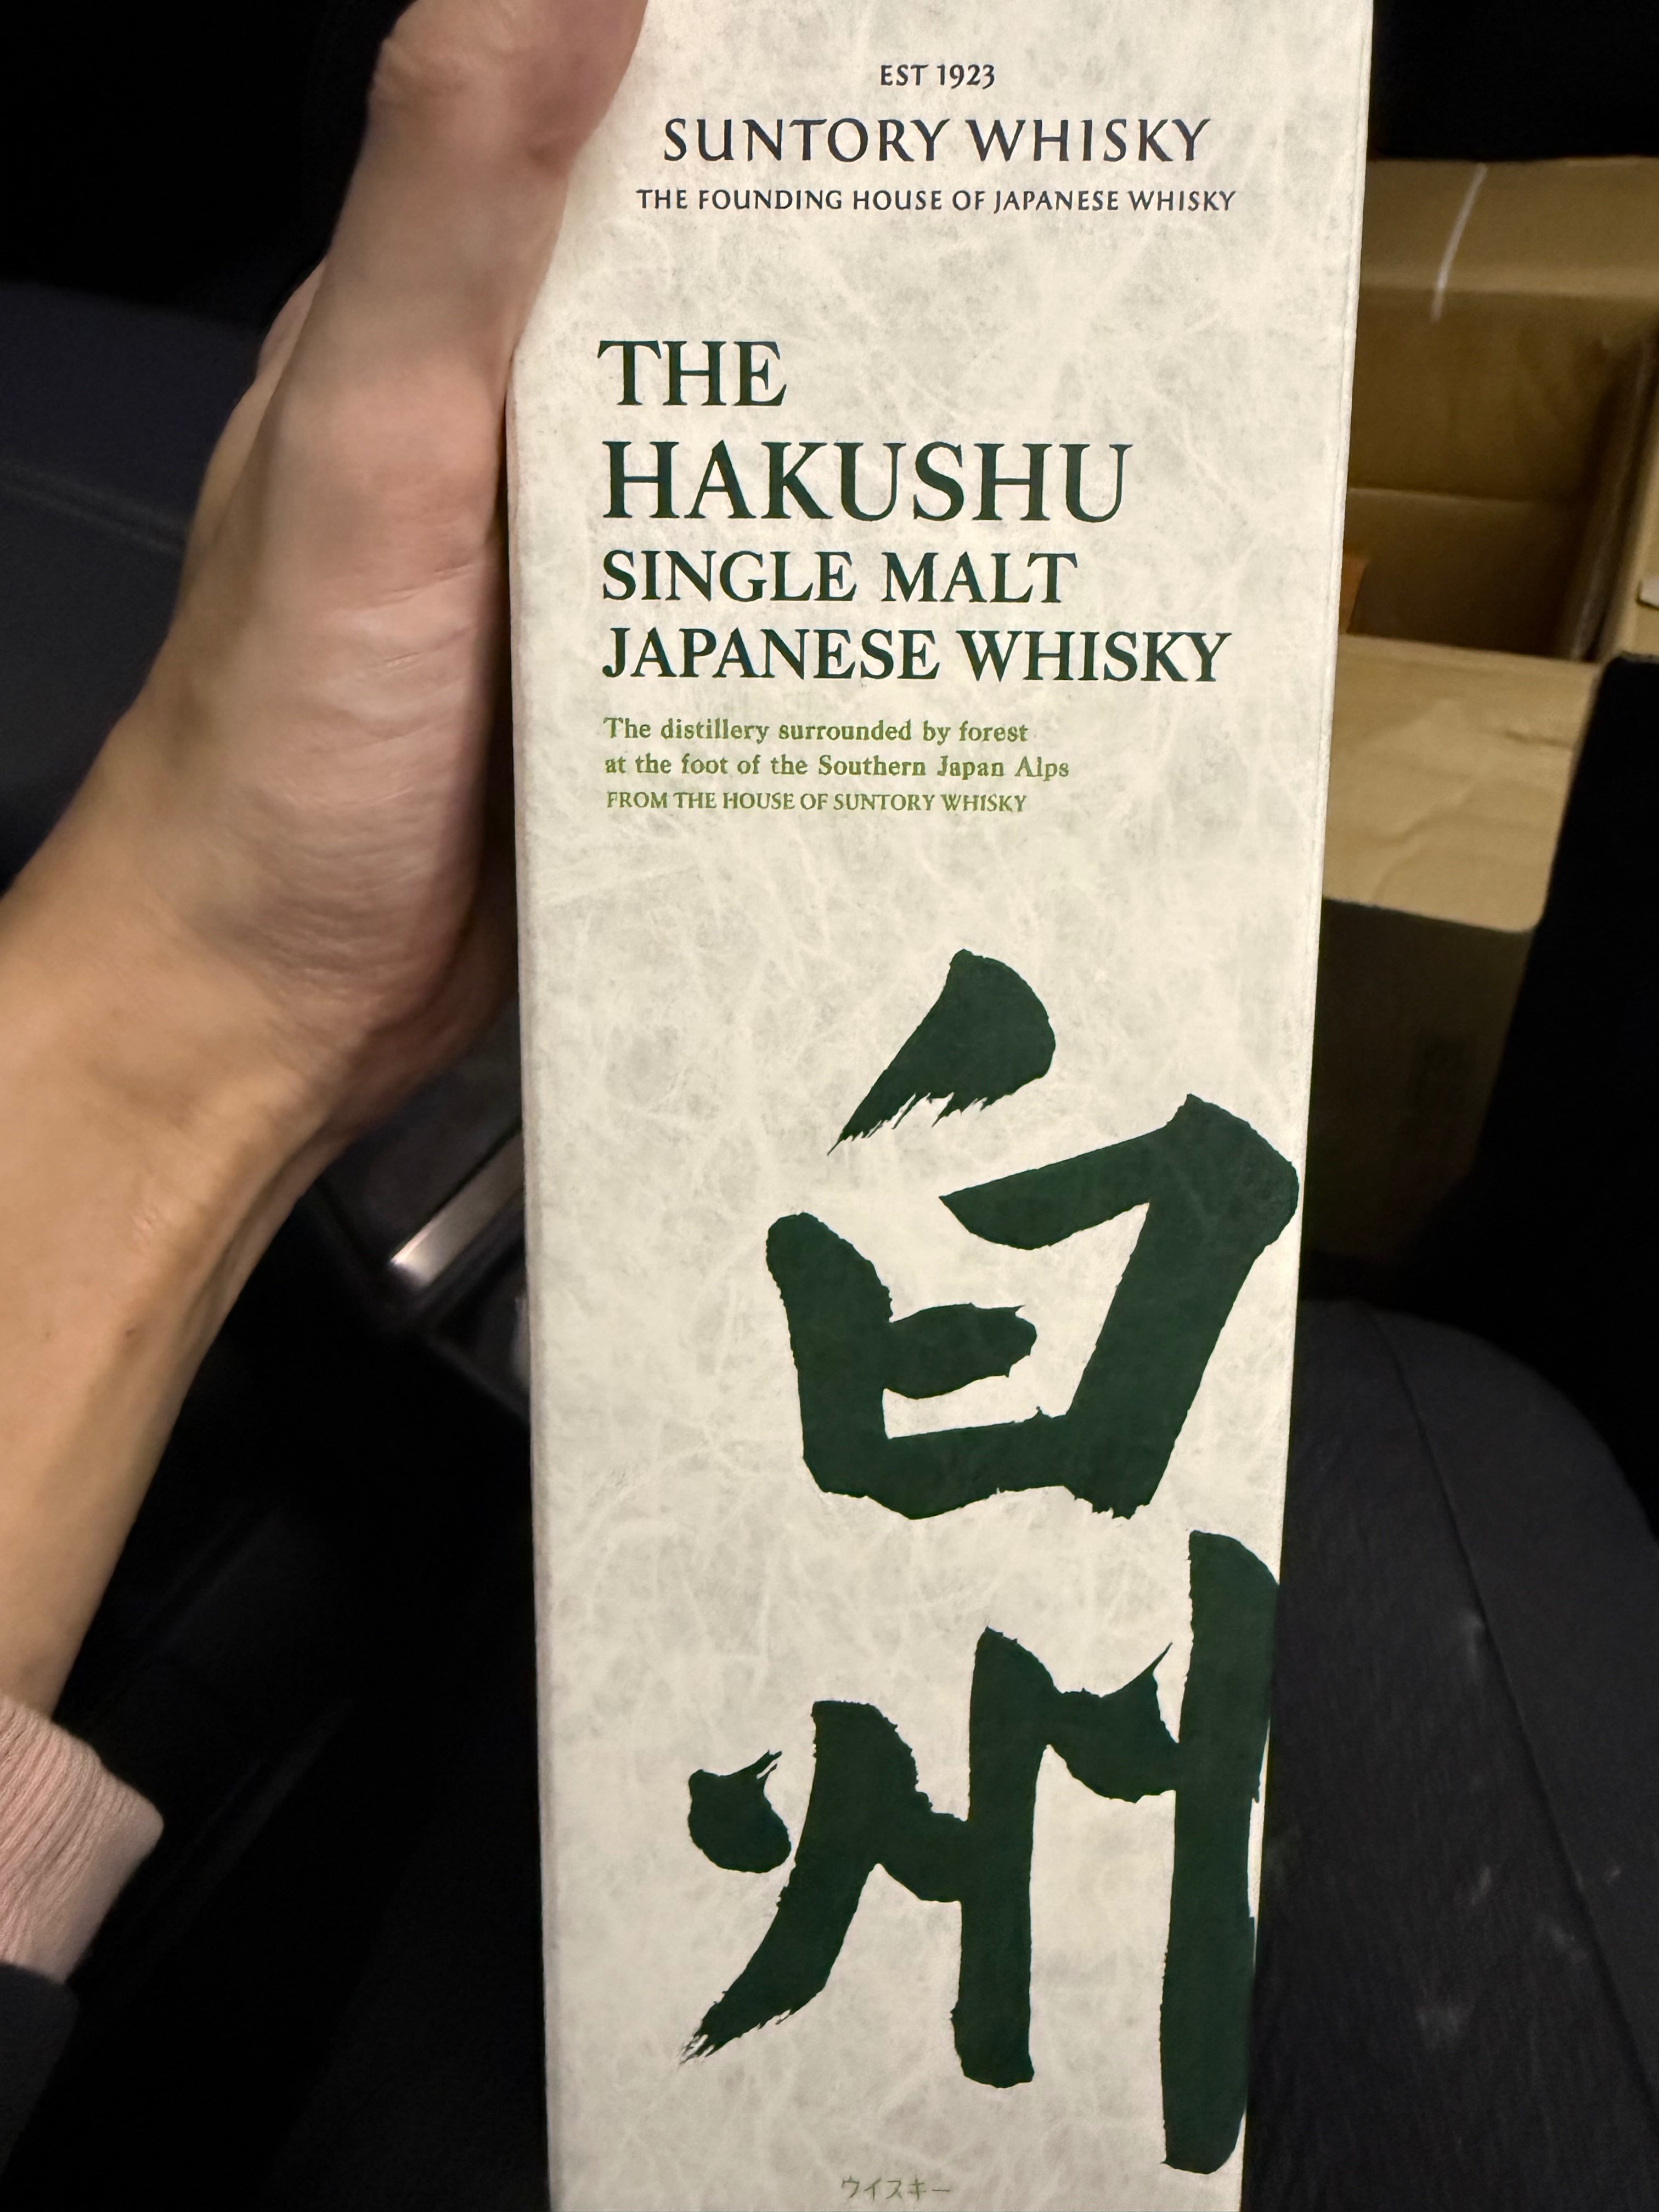 EST 1923
SUNTORY WHISKY
THE FOUNDING HOUSE OF JAPANESE WHISKY
THE
HAKUSHU
SINGLE MALT
JAPANESE WHISKY
The distillery surrounded by forest
at the foot of the Southern Japan Alps
FROM THE HOUSE OF SUNTORY WHISKY
白州
ウイスキー